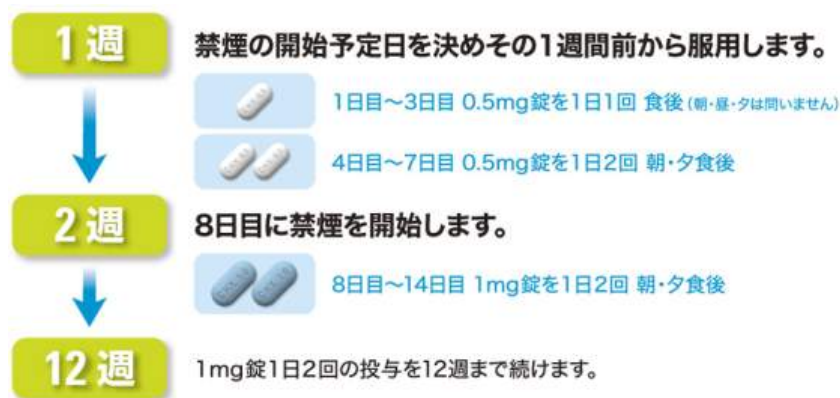 1週
禁煙の開始予定日を決めその1週間前から服用します。
1日目〜3日目 0.5mg錠を1日1回 食後(朝・昼・夕は問いません)
4日目〜7日目 0.5mg錠を1日2回 朝・夕食後
2週
8日目に禁煙を開始します。
8日目〜14日目 1mg錠を1日2回 朝・夕食後
12週
1mg錠1日2回の投与を12週まで続けます。